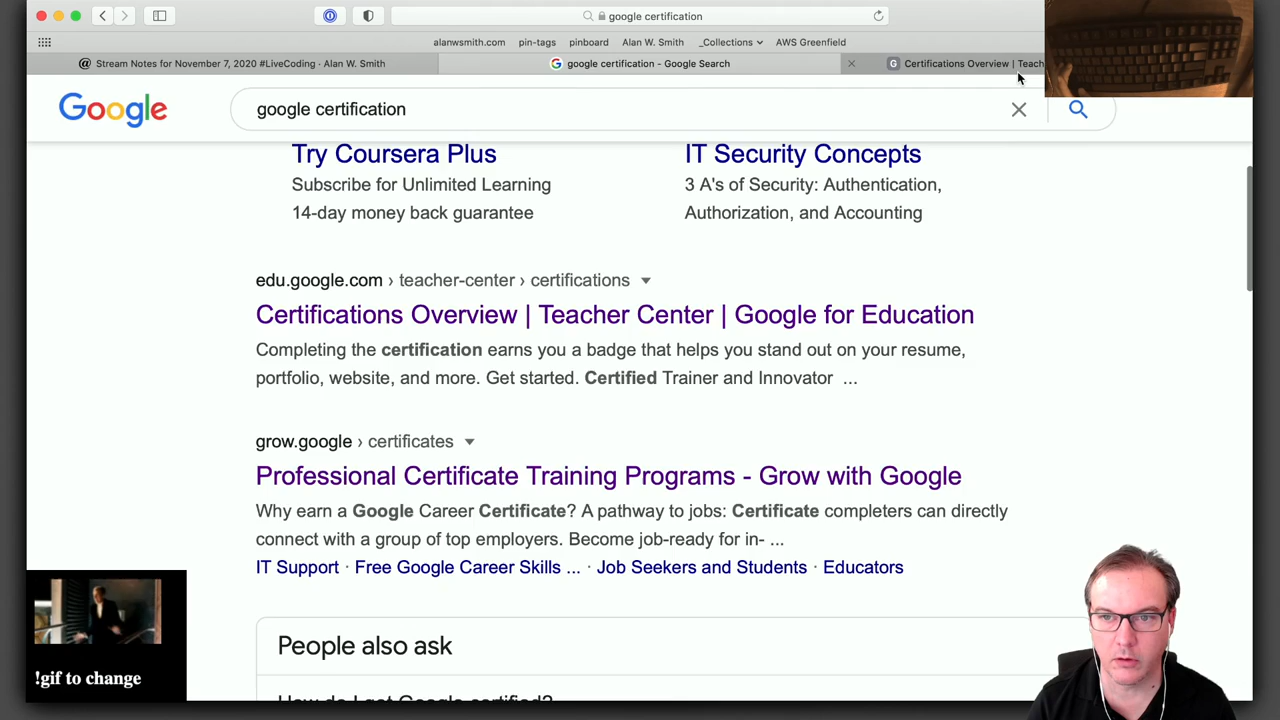 google certification
alanwsmith.com pin-tags pinboard Alan W. Smith _Collections AWS Greenfield
@ Stream Notes for November 7, 2020 #LiveCoding · Alan W. Smith
G google certification - Google Search
G Certifications Overview | Teach
Google
google certification
Try Coursera Plus
Subscribe for Unlimited Learning
14-day money back guarantee
IT Security Concepts
3 A's of Security: Authentication,
Authorization, and Accounting
edu.google.com › teacher-center › certifications
Certifications Overview | Teacher Center | Google for Education
Completing the certification earns you a badge that helps you stand out on your resume,
portfolio, website, and more. Get started. Certified Trainer and Innovator ...
grow.google › certificates
Professional Certificate Training Programs - Grow with Google
Why earn a Google Career Certificate? A pathway to jobs: Certificate completers can directly
connect with a group of top employers. Become job-ready for in- ...
IT Support · Free Google Career Skills ... · Job Seekers and Students · Educators
People also ask
How do I get Google certified?
!gif to change